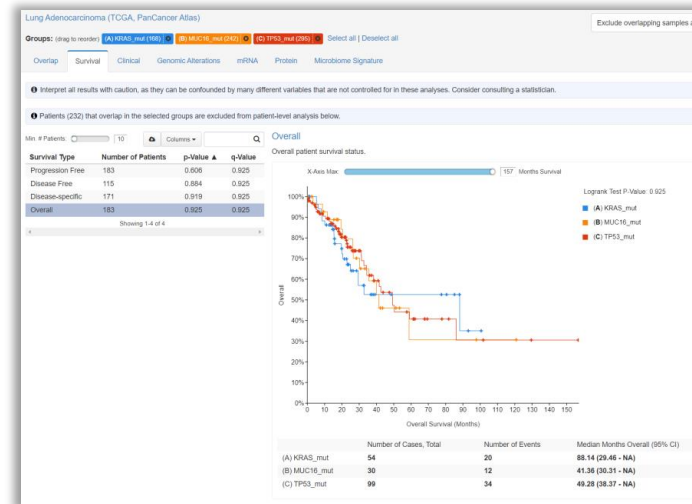 Lung Adenocarcinoma (TCGA, PanCancer Atlas)
Exclude overlapping samples
Groups: (drag to reorder) (A) KRAS_mut (168) (B) MUC16_mut (242) (C) TP53_mut (285) Select all | Deselect all
Overlap Survival Clinical Genomic Alterations mRNA Protein Microbiome Signature
Interpret all results with caution, as they can be confounded by many different variables that are not controlled for in these analyses. Consider consulting a statistician.
Patients (232) that overlap in the selected groups are excluded from patient-level analysis below.
Min. # Patients: 10 Columns
Survival Type Number of Patients p-Value ▲ q-Value
Progression Free 183 0.606 0.925
Disease Free 115 0.884 0.925
Disease-specific 171 0.919 0.925
Overall 183 0.925 0.925
Showing 1-4 of 4
Overall
Overall patient survival status.
X-Axis Max: 157 Months Survival
Logrank Test P-Value: 0.925
(A) KRAS_mut
(B) MUC16_mut
(C) TP53_mut
100%
90%
80%
70%
60%
50%
40%
30%
20%
10%
0%
Overall
0 10 20 30 40 50 60 70 80 90 100 110 120 130 140 150
Overall Survival (Months)
Number of Cases, Total Number of Events Median Months Overall (95% CI)
(A) KRAS_mut 54 20 88.14 (29.46 - NA)
(B) MUC16_mut 30 12 41.36 (30.31 - NA)
(C) TP53_mut 99 34 49.28 (38.37 - NA)